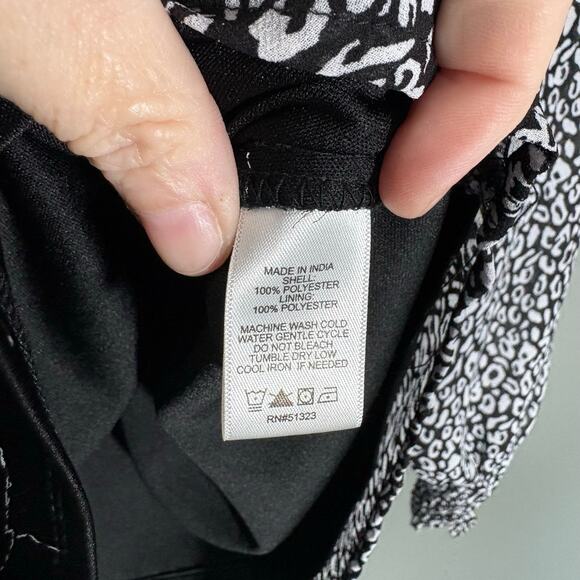 MADE IN INDIA
SHELL:
100% POLYESTER
LINING:
100% POLYESTER
MACHINE WASH COLD
WATER GENTLE CYCLE
DO NOT BLEACH
TUMBLE DRY LOW
COOL IRON IF NEEDED
RN#51323